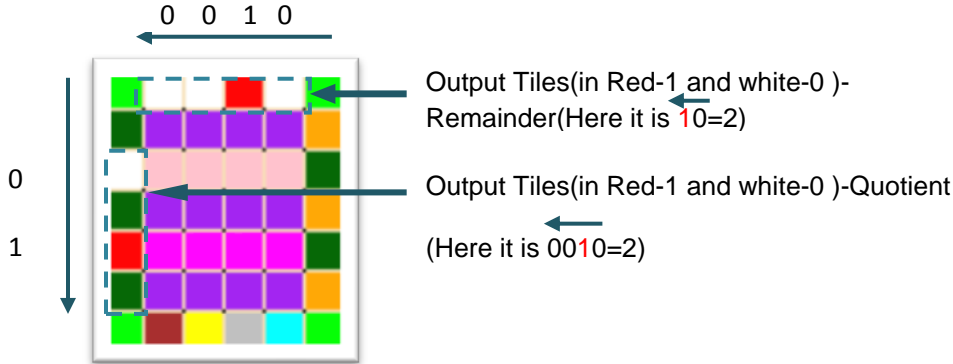 0 0 1 0
Output Tiles(in Red-1 and white-0 )-
Remainder(Here it is 10=2)
0
Output Tiles(in Red-1 and white-0 )-Quotient
1
(Here it is 0010=2)